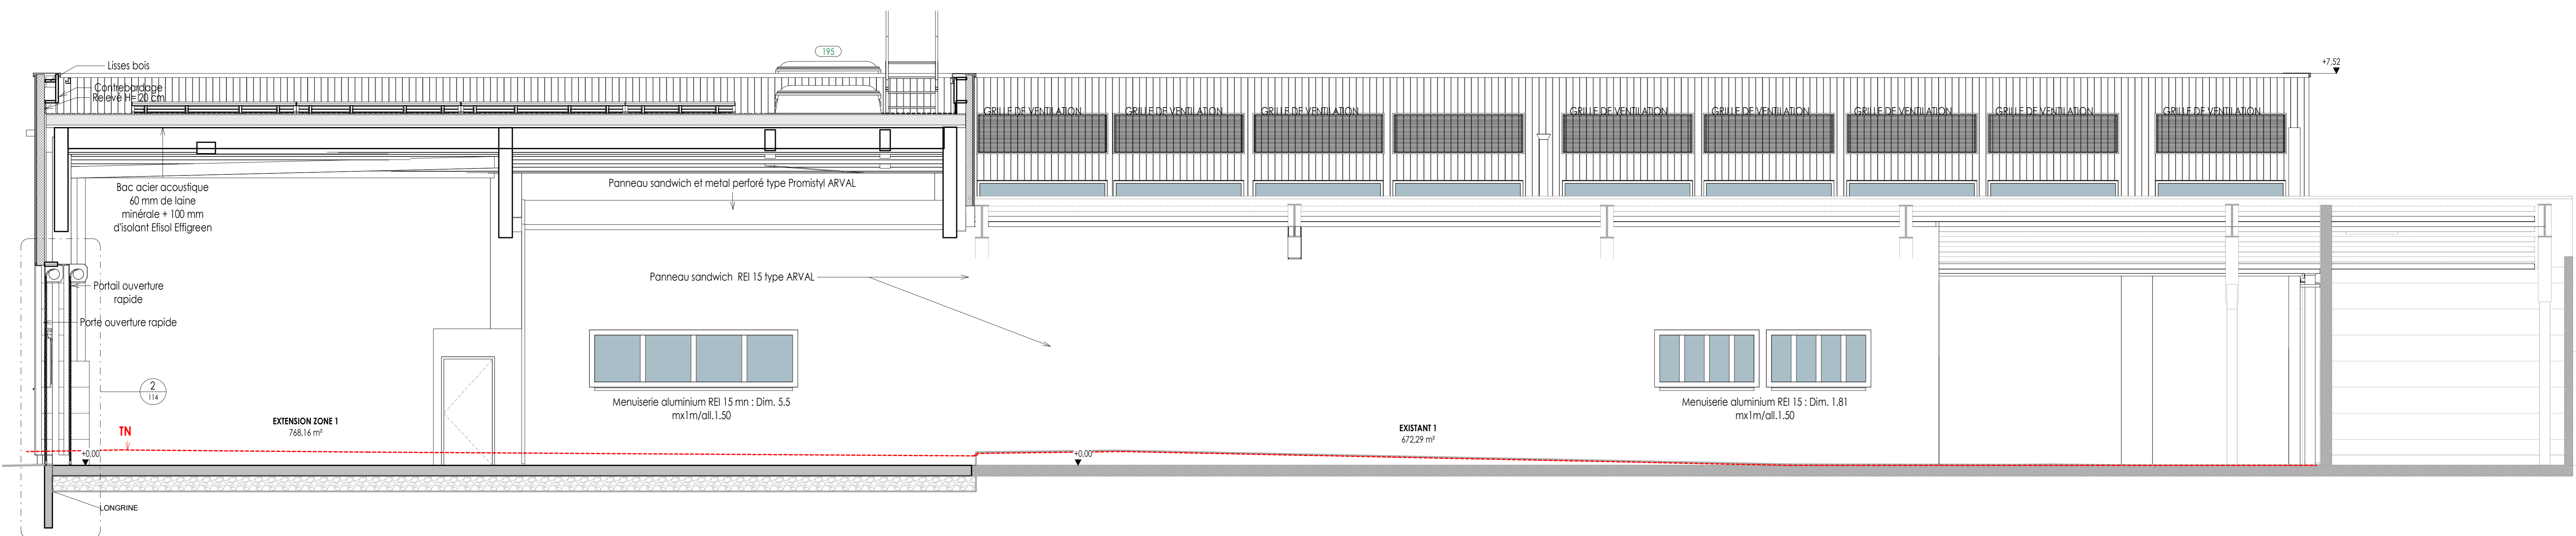 195
Lisses bois
+7,52
Contrebardage
Relevé H= 20 cm
GRILLE DE VENTILATION
GRILLE DE VENTILATION
GRILLE DE VENTILATION
GRILLE DE VENTILATION
GRILLE DE VENTILATION
GRILLE DE VENTILATION
GRILLE DE VENTILATION
GRILLE DE VENTILATION
Bac acier acoustique
60 mm de laine
minérale + 100 mm
d'isolant Efisol Effigreen
Panneau sandwich et metal perforé type Promistyl ARVAL
Panneau sandwich REI 15 type ARVAL
Portail ouverture
rapide
Porte ouverture rapide
2
114
Menuiserie aluminium REI 15 mn : Dim. 5,5
mx1m/all.1.50
Menuiserie aluminium REI 15 : Dim. 1.81
mx1m/all.1.50
EXTENSION ZONE 1
768,16 m²
TN
EXISTANT 1
672,29 m²
+0,00
+0,00
LONGRINE